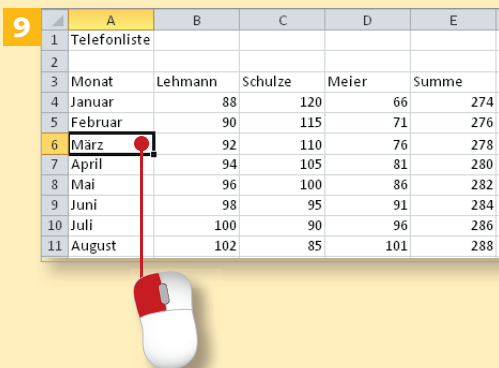 9
A B C D E
1 Telefonliste
2
3 Monat Lehmann Schulze Meier Summe
4 Januar 88 120 66 274
5 Februar 90 115 71 276
6 März 92 110 76 278
7 April 94 105 81 280
8 Mai 96 100 86 282
9 Juni 98 95 91 284
10 Juli 100 90 96 286
11 August 102 85 101 288